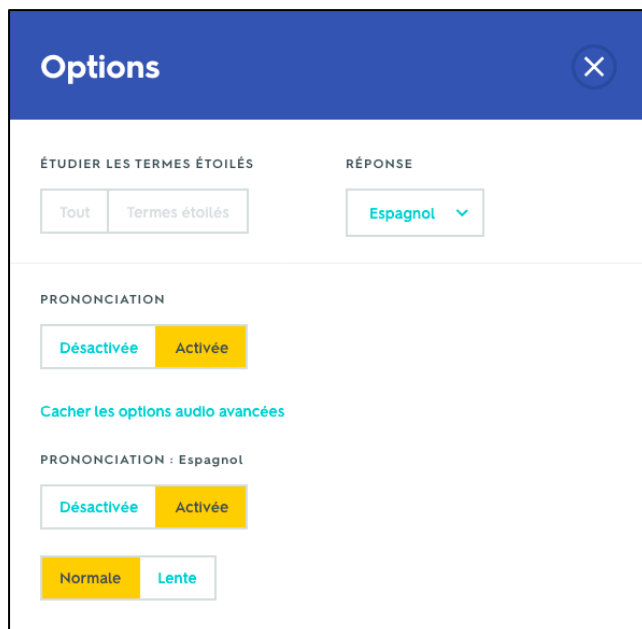 Options
ÉTUDIER LES TERMES ÉTOILÉS
RÉPONSE
Tout Termes étoilés
Espagnol
PRONONCIATION
Désactivée Activée
Cacher les options audio avancées
PRONONCIATION : Espagnol
Désactivée Activée
Normale Lente